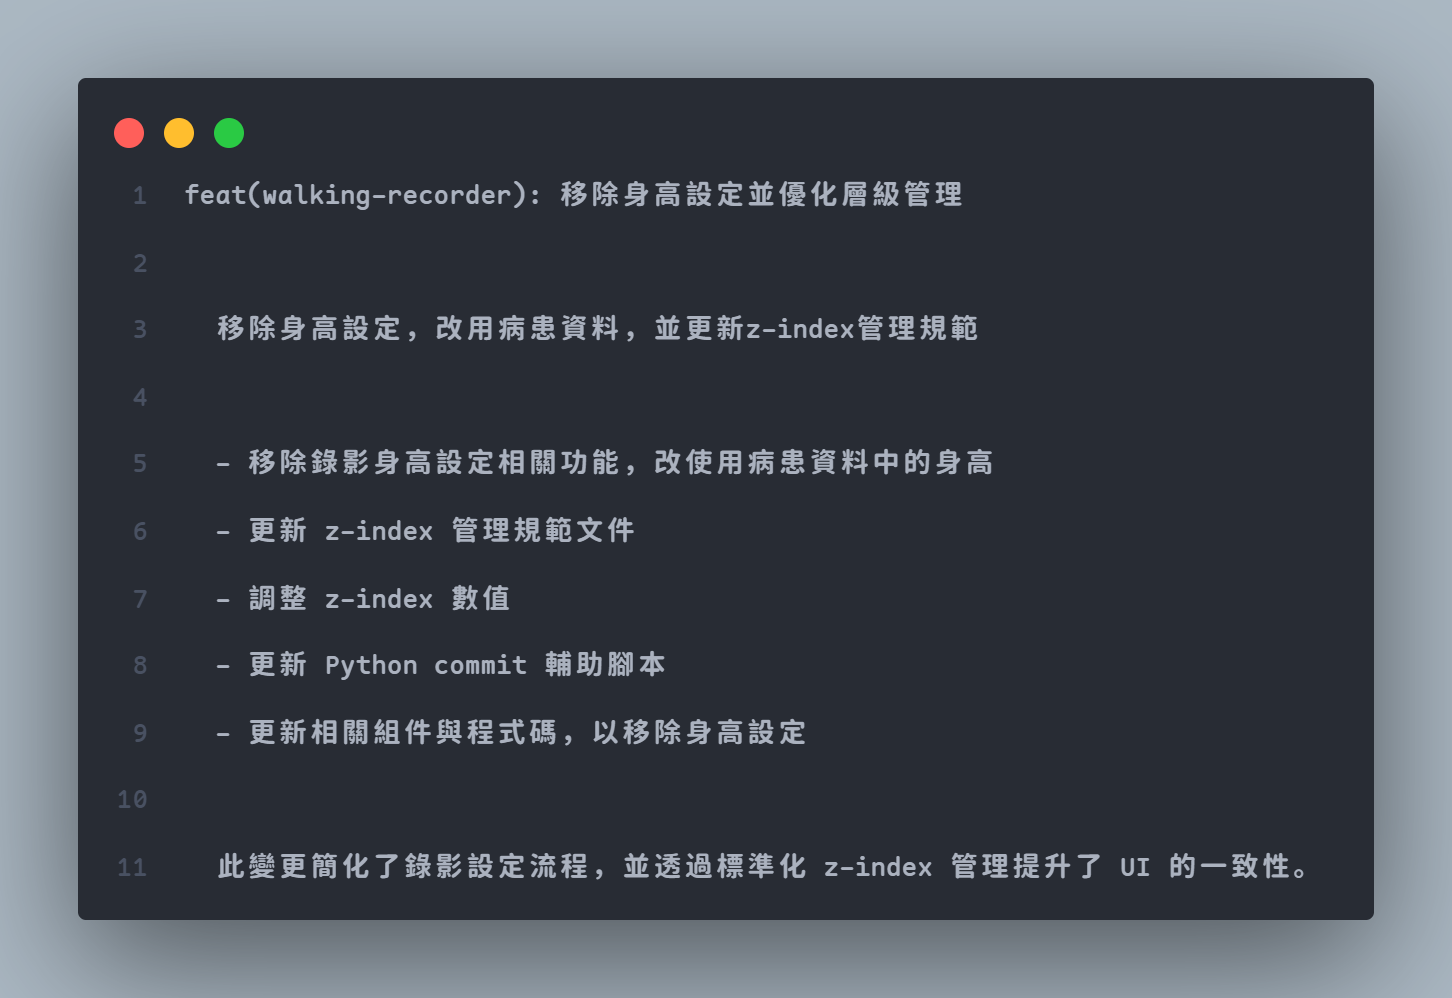 1 feat(walking-recorder): 移除身高設定並優化層級管理
2
3 移除身高設定，改用病患資料，並更新z-index管理規範
4
5 - 移除錄影身高設定相關功能，改使用病患資料中的身高
6 - 更新 z-index 管理規範文件
7 - 調整 z-index 數值
8 - 更新 Python commit 輔助腳本
9 - 更新相關組件與程式碼，以移除身高設定
10
11 此變更簡化了錄影設定流程，並透過標準化 z-index 管理提升了 UI 的一致性。